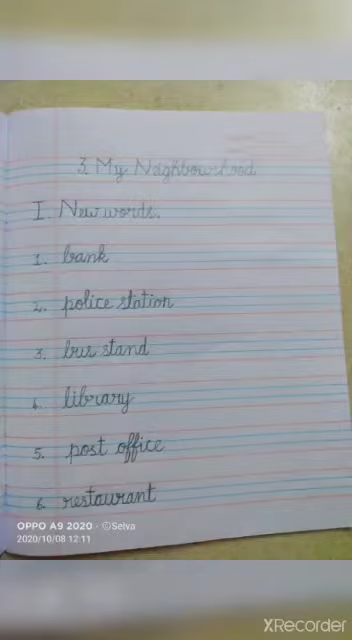 3. My Neighbourhood
I. New words.
1. bank
2. police station
3. bus stand
4. library
5. post office
6. restaurant
OPPO A9 2020 · ©Selva
2020/10/08 12:11
XRecorder